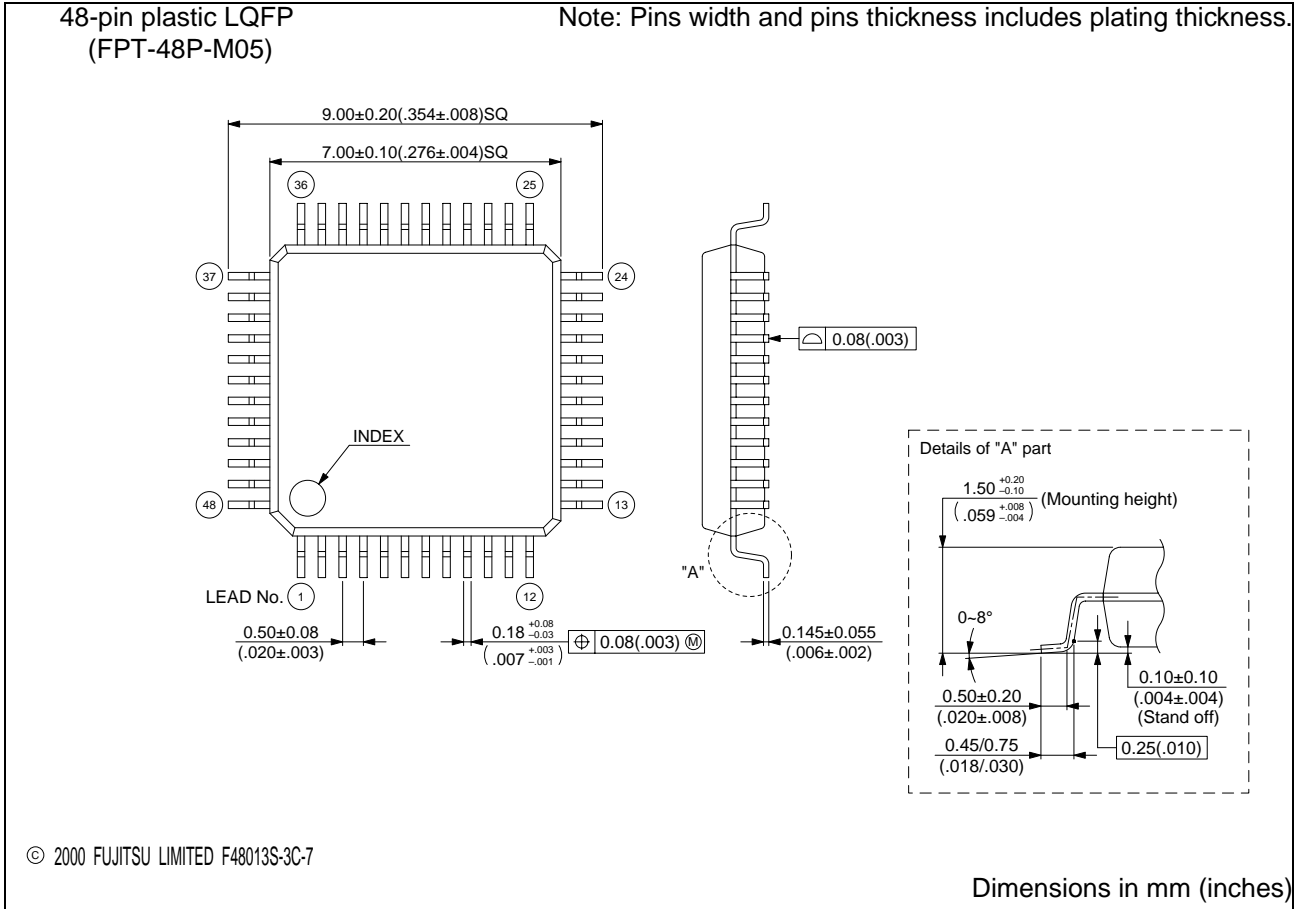 48-pin plastic LQFP
(FPT-48P-M05)
Note: Pins width and pins thickness includes plating thickness.
9.00±0.20(.354±.008)SQ
7.00±0.10(.276±.004)SQ
36
25
37
24
0.08(.003)
INDEX
48
13
"A"
LEAD No. 1
12
0.50±0.08
(.020±.003)
0.18 +0.08 –0.03
(.007 +.003 –.001)
⌖ 0.08(.003) Ⓜ
0.145±0.055
(.006±.002)
Details of "A" part
1.50 +0.20 –0.10 (Mounting height)
(.059 +.008 –.004)
0~8°
0.50±0.20
(.020±.008)
0.45/0.75
(.018/.030)
0.10±0.10
(.004±.004)
(Stand off)
0.25(.010)
© 2000 FUJITSU LIMITED F48013S-3C-7
Dimensions in mm (inches)